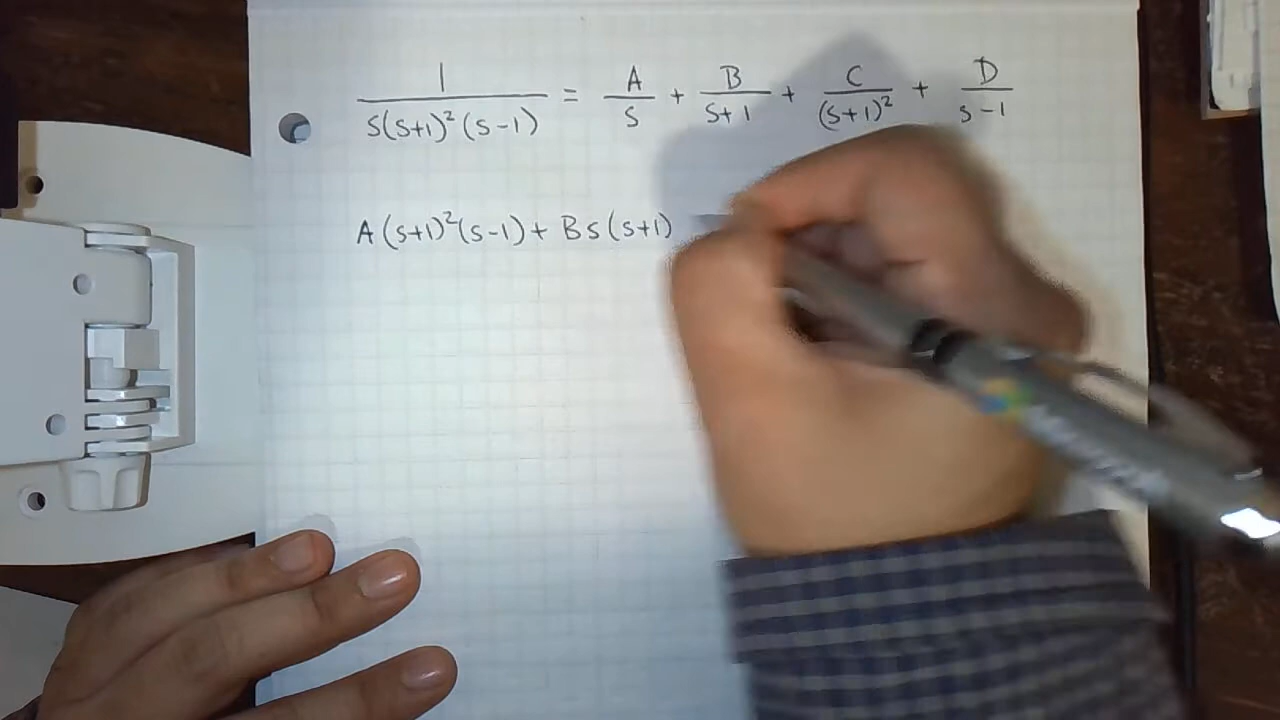 1/(s(s+1)²(s-1)) = A/s + B/(s+1) + C/(s+1)² + D/(s-1)
A(s+1)²(s-1) + Bs(s+1)